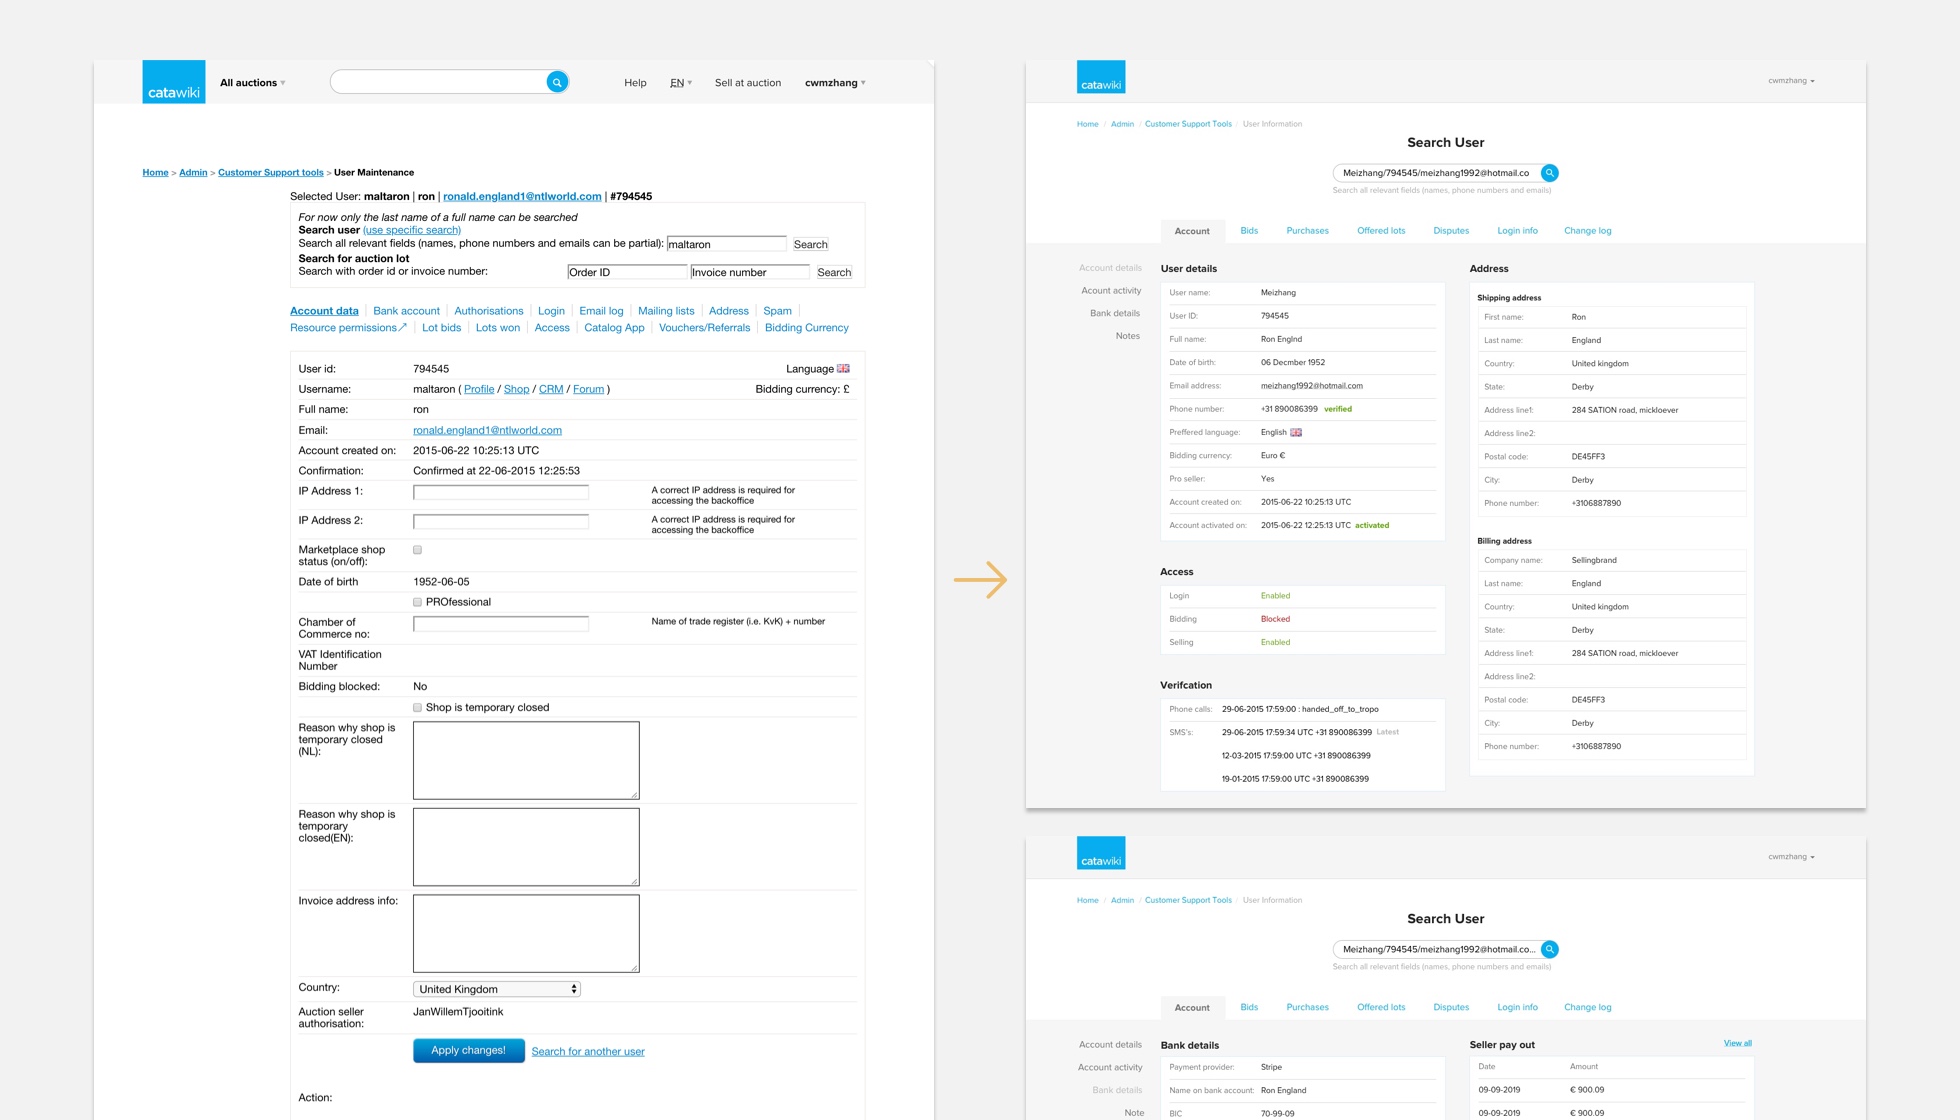 catawiki
All auctions
Help
EN
Sell at auction
cwmzhang
Home > Admin > Customer Support tools > User Maintenance
Selected User: maltaron | ron | ronald.england1@ntlworld.com | #794545
For now only the last name of a full name can be searched
Search user (use specific search)
Search all relevant fields (names, phone numbers and emails can be partial): maltaron Search
Search for auction lot
Search with order id or invoice number: Order ID Invoice number Search
Account data Bank account Authorisations Login Email log Mailing lists Address Spam
Resource permissions Lot bids Lots won Access Catalog App Vouchers/Referrals Bidding Currency
User id: 794545 Language
Username: maltaron ( Profile / Shop / CRM / Forum ) Bidding currency: £
Full name: ron
Email: ronald.england1@ntlworld.com
Account created on: 2015-06-22 10:25:13 UTC
Confirmation: Confirmed at 22-06-2015 12:25:53
IP Address 1: A correct IP address is required for
accessing the backoffice
IP Address 2: A correct IP address is required for
accessing the backoffice
Marketplace shop
status (on/off):
Date of birth 1952-06-05
PROfessional
Chamber of
Commerce no:
Name of trade register (i.e. KvK) + number
VAT Identification
Number
Bidding blocked: No
Shop is temporary closed
Reason why shop is
temporary closed
(NL):
Reason why shop is
temporary
closed(EN):
Invoice address info:
Country: United Kingdom
Auction seller
authorisation:
JanWillemTjooitink
Apply changes! Search for another user
Action:
catawiki
cwmzhang
Home / Admin / Customer Support Tools / User Information
Search User
Meizhang/794545/meizhang1992@hotmail.co
Search all relevant fields (names, phone numbers and emails)
Account Bids Purchases Offered lots Disputes Login info Change log
Account details
Acount activity
Bank details
Notes
User details
User name: Meizhang
User ID: 794545
Full name: Ron Englnd
Date of birth: 06 Decmber 1952
Email address: meizhang1992@hotmail.com
Phone number: +31 890086399 verified
Preffered language: English
Bidding currency: Euro €
Pro seller: Yes
Account created on: 2015-06-22 10:25:13 UTC
Account activated on: 2015-06-22 12:25:13 UTC activated
Access
Login Enabled
Bidding Blocked
Selling Enabled
Verifcation
Phone calls: 29-06-2015 17:59:00 : handed_off_to_tropo
SMS's: 29-06-2015 17:59:34 UTC +31 890086399 Latest
12-03-2015 17:59:00 UTC +31 890086399
19-01-2015 17:59:00 UTC +31 890086399
Address
Shipping address
First name: Ron
Last name: England
Country: United kingdom
State: Derby
Address line1: 284 SATION road, mickloever
Address line2:
Postal code: DE45FF3
City: Derby
Phone number: +3106887890
Billing address
Company name: Sellingbrand
Last name: England
Country: United kingdom
State: Derby
Address line1: 284 SATION road, mickloever
Address line2:
Postal code: DE45FF3
City: Derby
Phone number: +3106887890
catawiki
cwmzhang
Home / Admin / Customer Support Tools / User Information
Search User
Meizhang/794545/meizhang1992@hotmail.co...
Search all relevant fields (names, phone numbers and emails)
Account Bids Purchases Offered lots Disputes Login info Change log
Account details
Account activity
Bank details
Note
Bank details
Payment provider: Stripe
Name on bank account: Ron England
BIC 70-99-09
Seller pay out View all
Date Amount
09-09-2019 € 900.09
09-09-2019 € 900.09